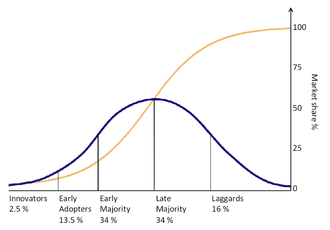 100
75
50
25
0
Market share %
Innovators
2.5 %
Early
Adopters
13.5 %
Early
Majority
34 %
Late
Majority
34 %
Laggards
16 %